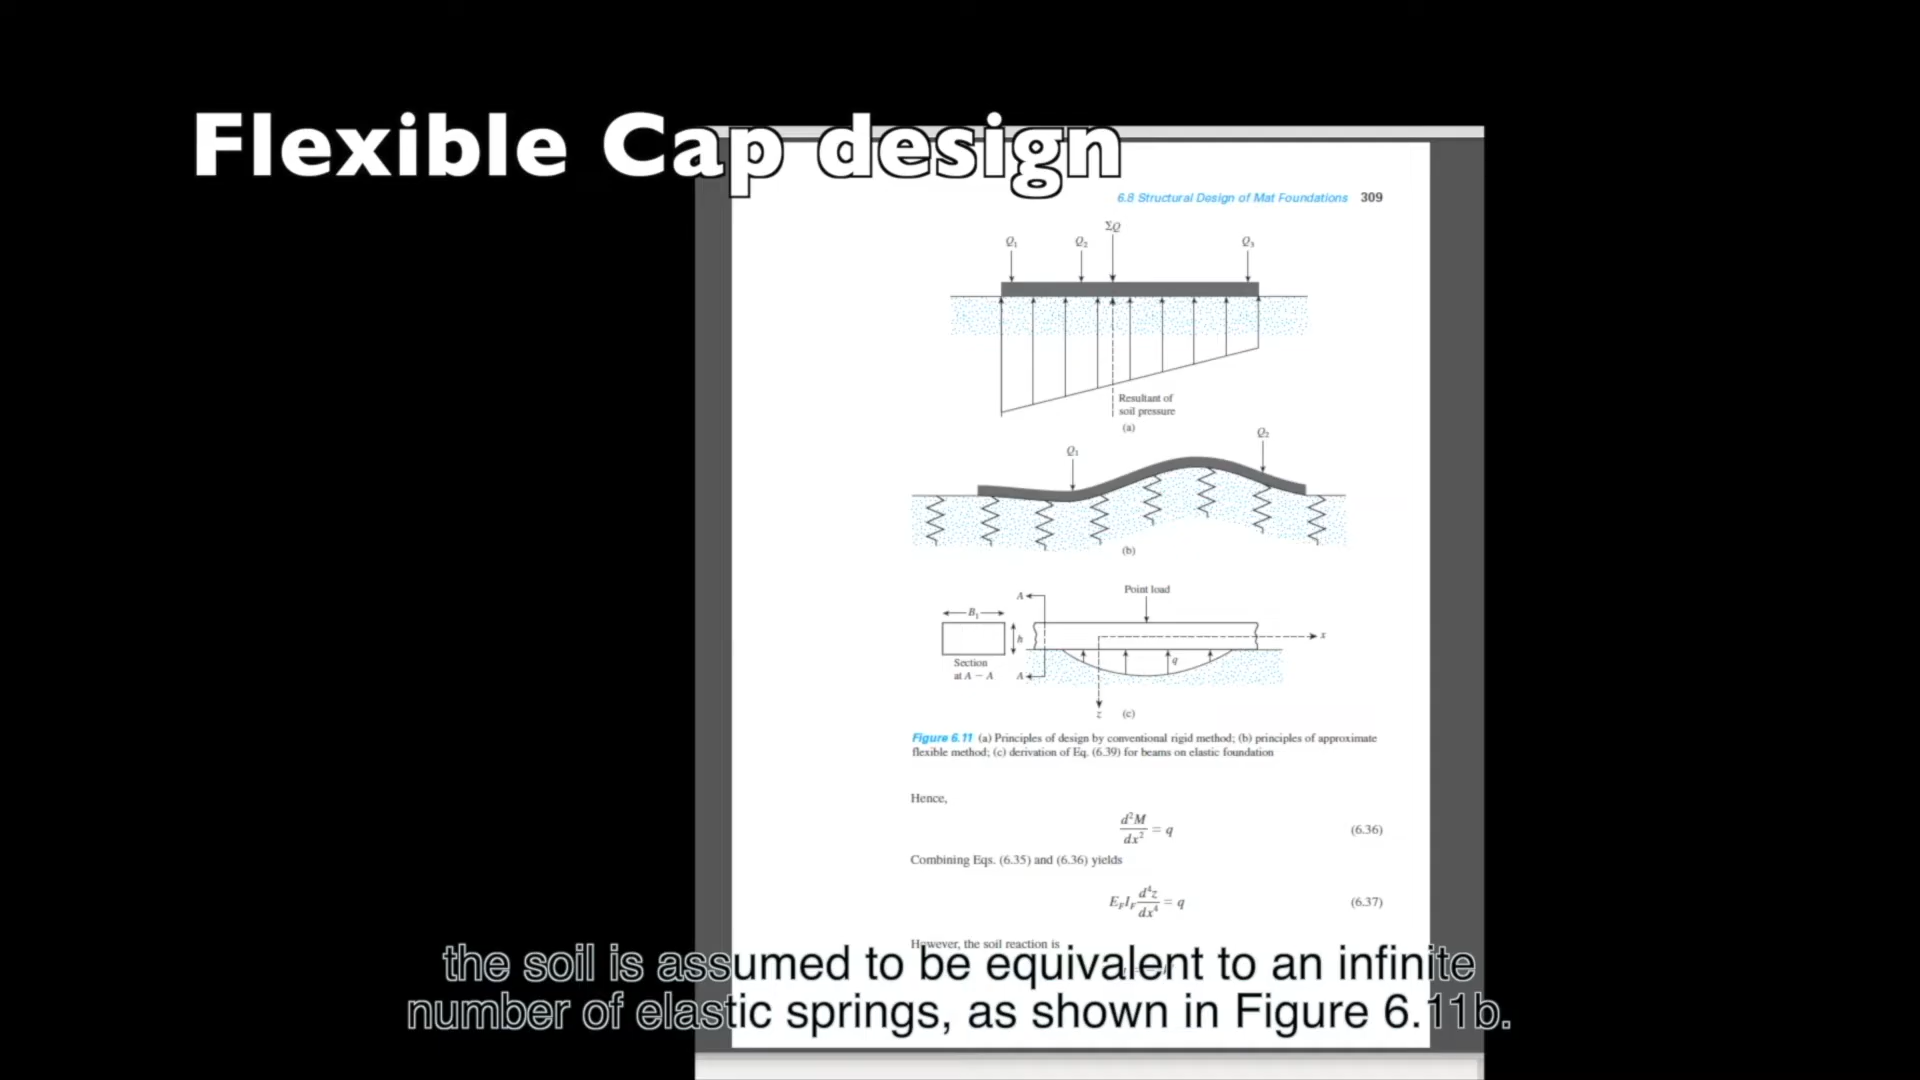 Flexible Cap design
6.8 Structural Design of Mat Foundations 309
ΣQ
Q₁ Q₂ Q₃
Resultant of
soil pressure
(a)
Q₂
Q₁
(b)
Point load
A
B₁
h
x
Section
at A – A
A
q
z
(c)
Figure 6.11 (a) Principles of design by conventional rigid method; (b) principles of approximate
flexible method; (c) derivation of Eq. (6.39) for beams on elastic foundation
Hence,
d²M/dx² = q (6.36)
Combining Eqs. (6.35) and (6.36) yields
E_F I_F d⁴z/dx⁴ = q (6.37)
However, the soil reaction is
the soil is assumed to be equivalent to an infinite
number of elastic springs, as shown in Figure 6.11b.